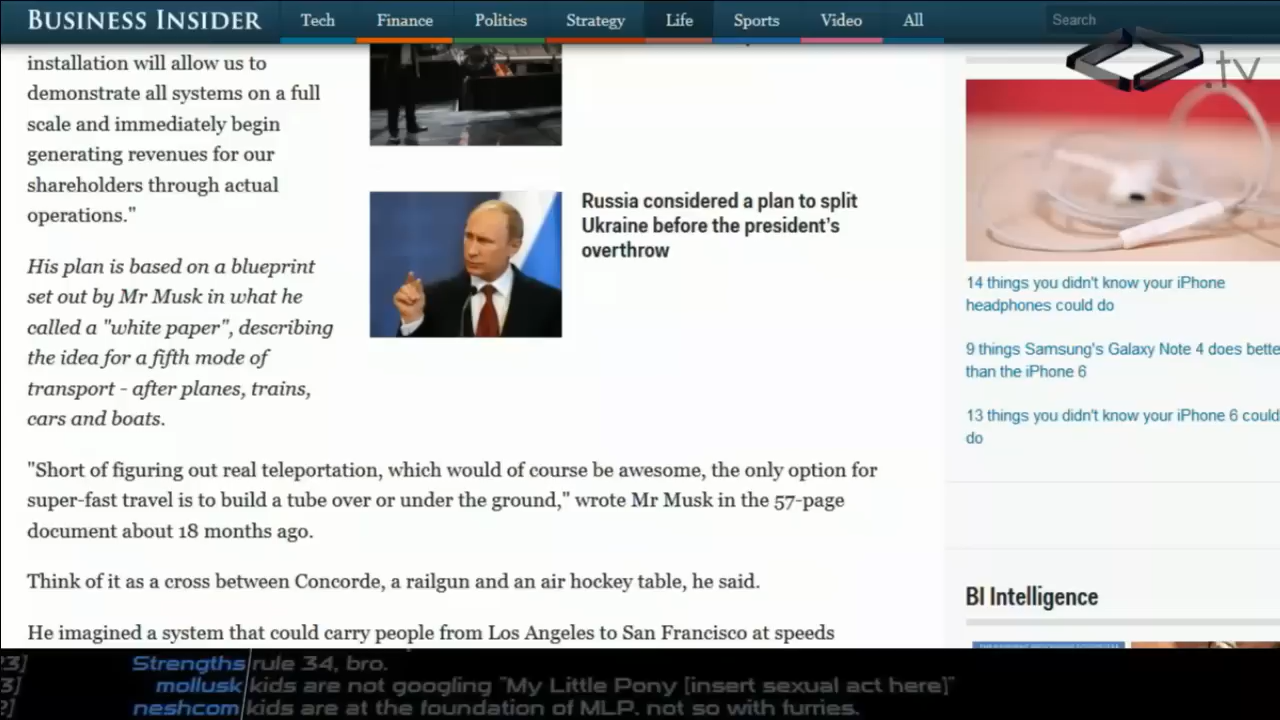 BUSINESS INSIDER Tech Finance Politics Strategy Life Sports Video All Search
.tv
installation will allow us to
demonstrate all systems on a full
scale and immediately begin
generating revenues for our
shareholders through actual
operations."
His plan is based on a blueprint
set out by Mr Musk in what he
called a "white paper", describing
the idea for a fifth mode of
transport - after planes, trains,
cars and boats.
Russia considered a plan to split
Ukraine before the president's
overthrow
"Short of figuring out real teleportation, which would of course be awesome, the only option for
super-fast travel is to build a tube over or under the ground," wrote Mr Musk in the 57-page
document about 18 months ago.
Think of it as a cross between Concorde, a railgun and an air hockey table, he said.
He imagined a system that could carry people from Los Angeles to San Francisco at speeds
14 things you didn't know your iPhone
headphones could do
9 things Samsung's Galaxy Note 4 does bette
than the iPhone 6
13 things you didn't know your iPhone 6 could
do
BI Intelligence
3] Strengths rule 34, bro.
3] mollusk kids are not googling "My Little Pony [insert sexual act here]"
] neshcom kids are at the foundation of MLP. not so with furries.